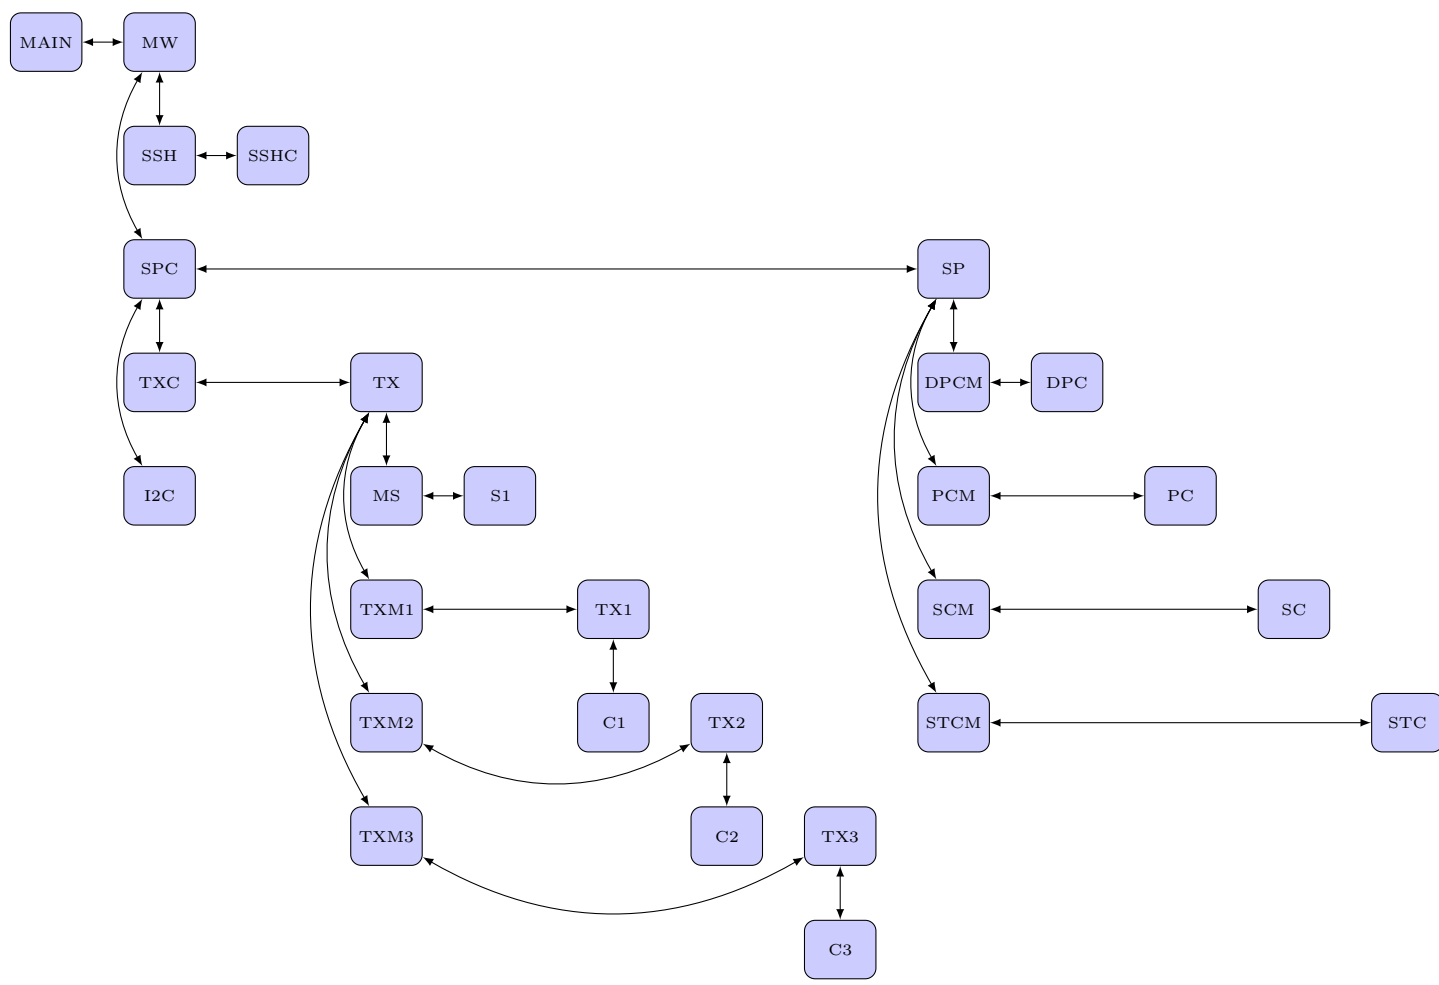 MAIN MW
SSH SSHC
SPC SP
TXC TX DPCM DPC
I2C MS S1 PCM PC
TXM1 TX1 SCM SC
TXM2 C1 TX2 STCM STC
TXM3 C2 TX3
C3